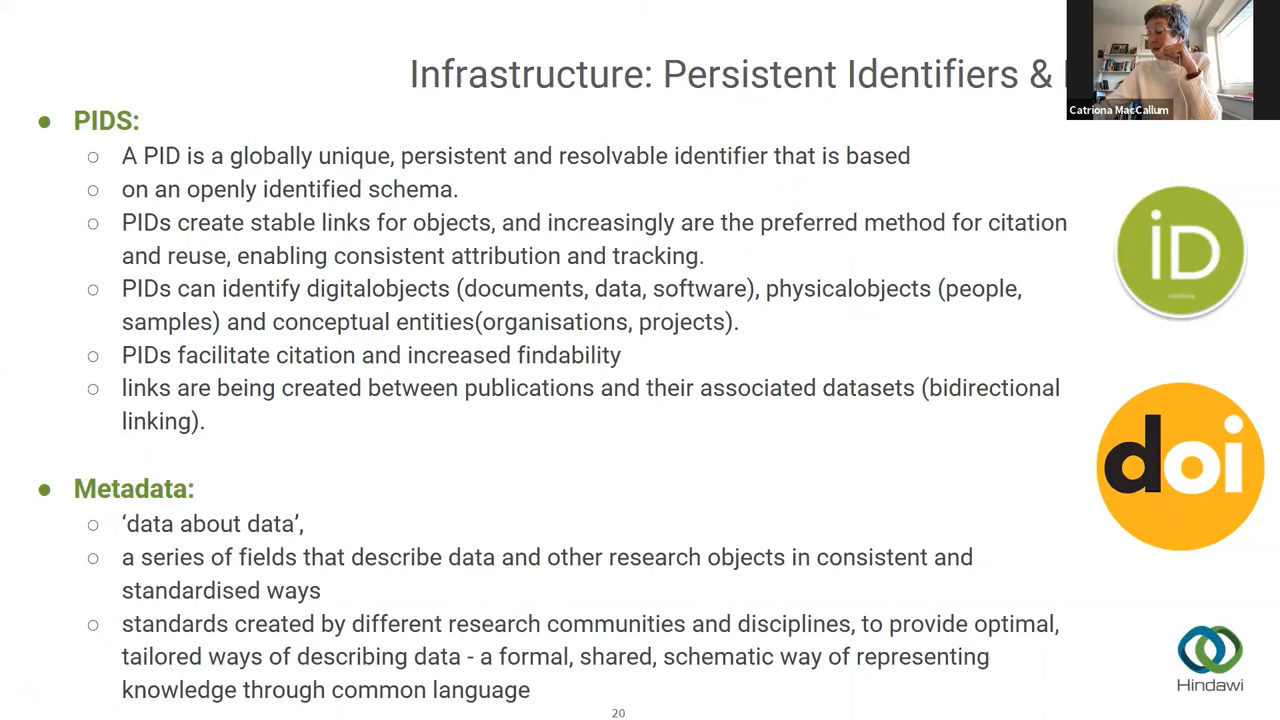 Infrastructure: Persistent Identifiers &
Catriona MacCallum
● PIDS:
○ A PID is a globally unique, persistent and resolvable identifier that is based
○ on an openly identified schema.
○ PIDs create stable links for objects, and increasingly are the preferred method for citation
and reuse, enabling consistent attribution and tracking.
○ PIDs can identify digitalobjects (documents, data, software), physicalobjects (people,
samples) and conceptual entities(organisations, projects).
○ PIDs facilitate citation and increased findability
○ links are being created between publications and their associated datasets (bidirectional
linking).
iD
doi
● Metadata:
○ ‘data about data’,
○ a series of fields that describe data and other research objects in consistent and
standardised ways
○ standards created by different research communities and disciplines, to provide optimal,
tailored ways of describing data - a formal, shared, schematic way of representing
knowledge through common language
Hindawi
20